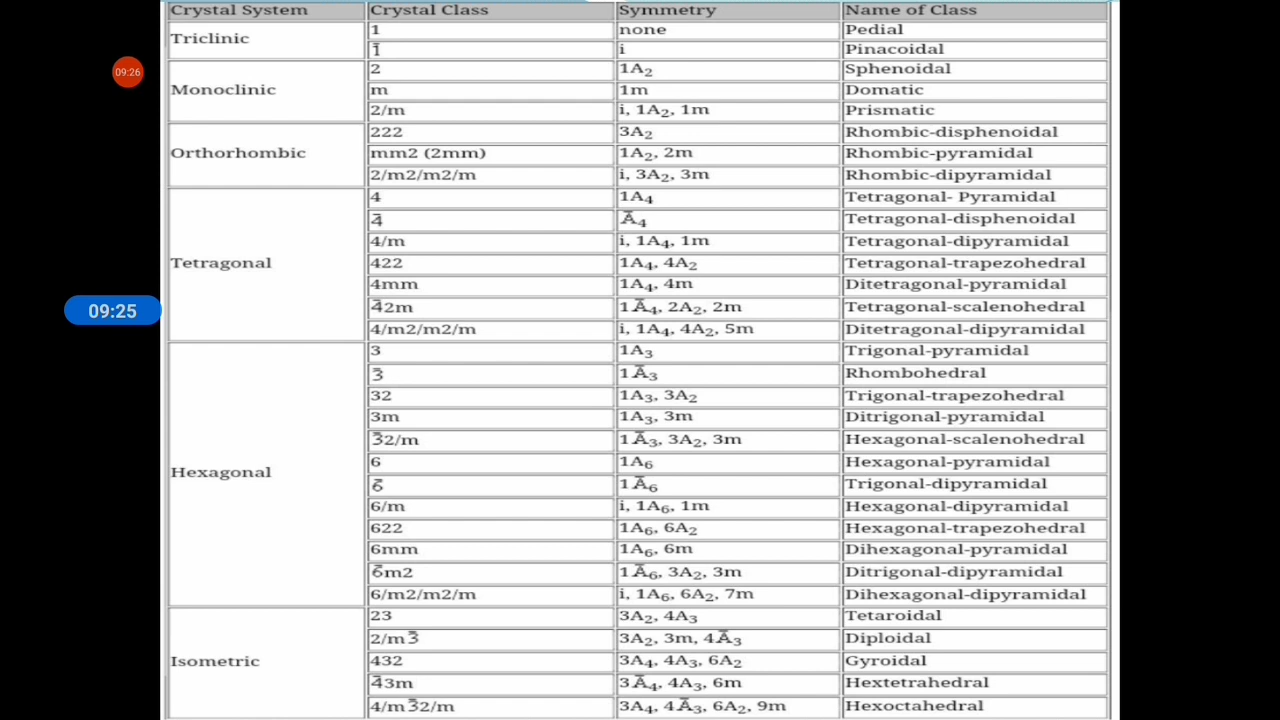 Crystal System Crystal Class Symmetry Name of Class
Triclinic
1 none Pedial
1̄ i Pinacoidal
09:26
Monoclinic
2 1A₂ Sphenoidal
m 1m Domatic
2/m i, 1A₂, 1m Prismatic
Orthorhombic
222 3A₂ Rhombic-disphenoidal
mm2 (2mm) 1A₂, 2m Rhombic-pyramidal
2/m2/m2/m i, 3A₂, 3m Rhombic-dipyramidal
Tetragonal
4 1A₄ Tetragonal- Pyramidal
4̄ Ā₄ Tetragonal-disphenoidal
4/m i, 1A₄, 1m Tetragonal-dipyramidal
422 1A₄, 4A₂ Tetragonal-trapezohedral
4mm 1A₄, 4m Ditetragonal-pyramidal
4̄2m 1Ā₄, 2A₂, 2m Tetragonal-scalenohedral
4/m2/m2/m i, 1A₄, 4A₂, 5m Ditetragonal-dipyramidal
09:25
Hexagonal
3 1A₃ Trigonal-pyramidal
3̄ 1Ā₃ Rhombohedral
32 1A₃, 3A₂ Trigonal-trapezohedral
3m 1A₃, 3m Ditrigonal-pyramidal
3̄2/m 1Ā₃, 3A₂, 3m Hexagonal-scalenohedral
6 1A₆ Hexagonal-pyramidal
6̄ 1Ā₆ Trigonal-dipyramidal
6/m i, 1A₆, 1m Hexagonal-dipyramidal
622 1A₆, 6A₂ Hexagonal-trapezohedral
6mm 1A₆, 6m Dihexagonal-pyramidal
6̄m2 1Ā₆, 3A₂, 3m Ditrigonal-dipyramidal
6/m2/m2/m i, 1A₆, 6A₂, 7m Dihexagonal-dipyramidal
Isometric
23 3A₂, 4A₃ Tetaroidal
2/m3̄ 3A₂, 3m, 4Ā₃ Diploidal
432 3A₄, 4A₃, 6A₂ Gyroidal
4̄3m 3Ā₄, 4A₃, 6m Hextetrahedral
4/m3̄2/m 3A₄, 4Ā₃, 6A₂, 9m Hexoctahedral